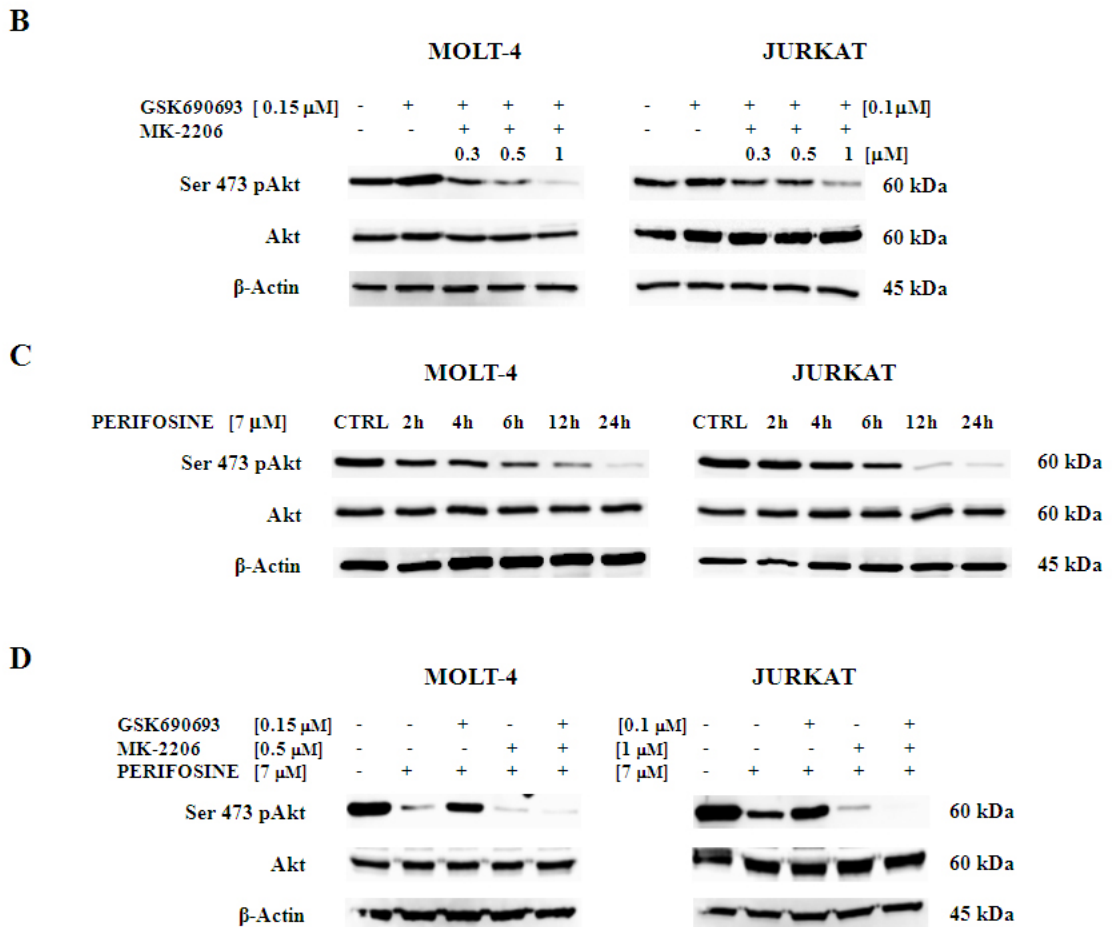 B
MOLT-4 JURKAT
GSK690693 [ 0.15 µM] - + + + + - + + + + [0.1µM]
MK-2206 - - + + + - - + + +
0.3 0.5 1 0.3 0.5 1 [µM]
Ser 473 pAkt 60 kDa
Akt 60 kDa
β-Actin 45 kDa
C
MOLT-4 JURKAT
PERIFOSINE [7 µM] CTRL 2h 4h 6h 12h 24h CTRL 2h 4h 6h 12h 24h
Ser 473 pAkt 60 kDa
Akt 60 kDa
β-Actin 45 kDa
D
MOLT-4 JURKAT
GSK690693 [0.15 µM] - - + - + [0.1 µM] - - + - +
MK-2206 [0.5 µM] - - - + + [1 µM] - - - + +
PERIFOSINE [7 µM] - + + + + [7 µM] - + + + +
Ser 473 pAkt 60 kDa
Akt 60 kDa
β-Actin 45 kDa